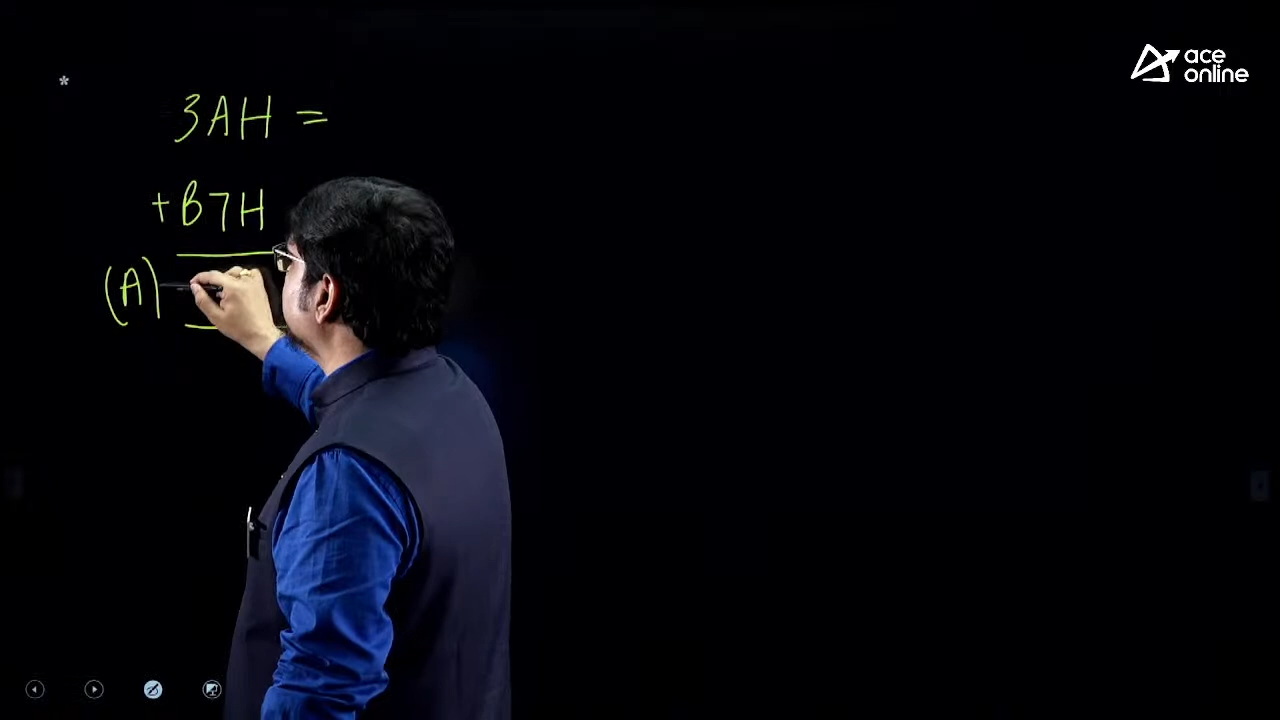 *
3AH =
+ B7H
(A)
ace
online